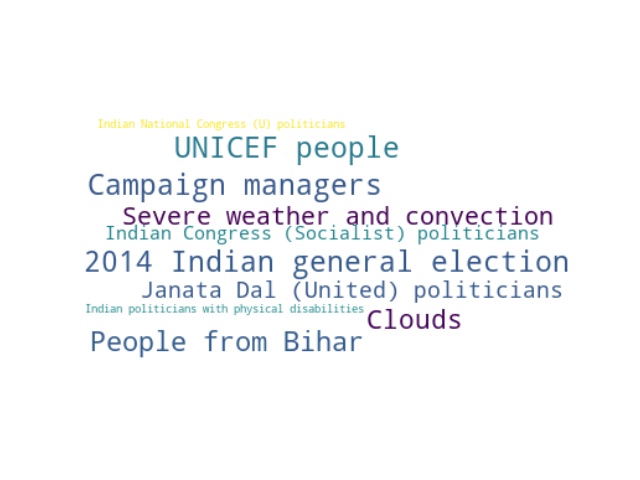 Indian National Congress (U) politicians
UNICEF people
Campaign managers
Severe weather and convection
Indian Congress (Socialist) politicians
2014 Indian general election
Janata Dal (United) politicians
Indian politicians with physical disabilities
Clouds
People from Bihar